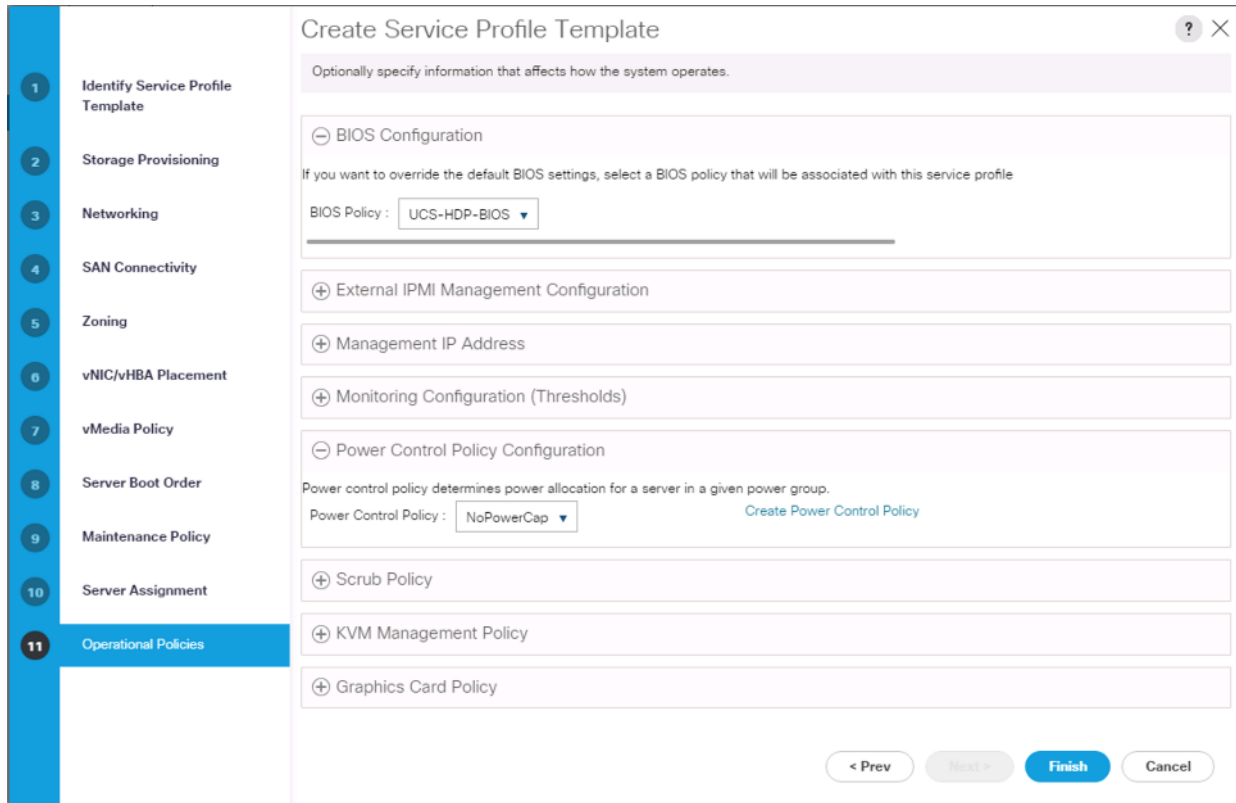 Create Service Profile Template
?
Optionally specify information that affects how the system operates.
1
Identify Service Profile
Template
2
Storage Provisioning
3
Networking
4
SAN Connectivity
5
Zoning
6
vNIC/vHBA Placement
7
vMedia Policy
8
Server Boot Order
9
Maintenance Policy
10
Server Assignment
11
Operational Policies
BIOS Configuration
If you want to override the default BIOS settings, select a BIOS policy that will be associated with this service profile
BIOS Policy : UCS-HDP-BIOS
External IPMI Management Configuration
Management IP Address
Monitoring Configuration (Thresholds)
Power Control Policy Configuration
Power control policy determines power allocation for a server in a given power group.
Power Control Policy : NoPowerCap Create Power Control Policy
Scrub Policy
KVM Management Policy
Graphics Card Policy
< Prev Next > Finish Cancel